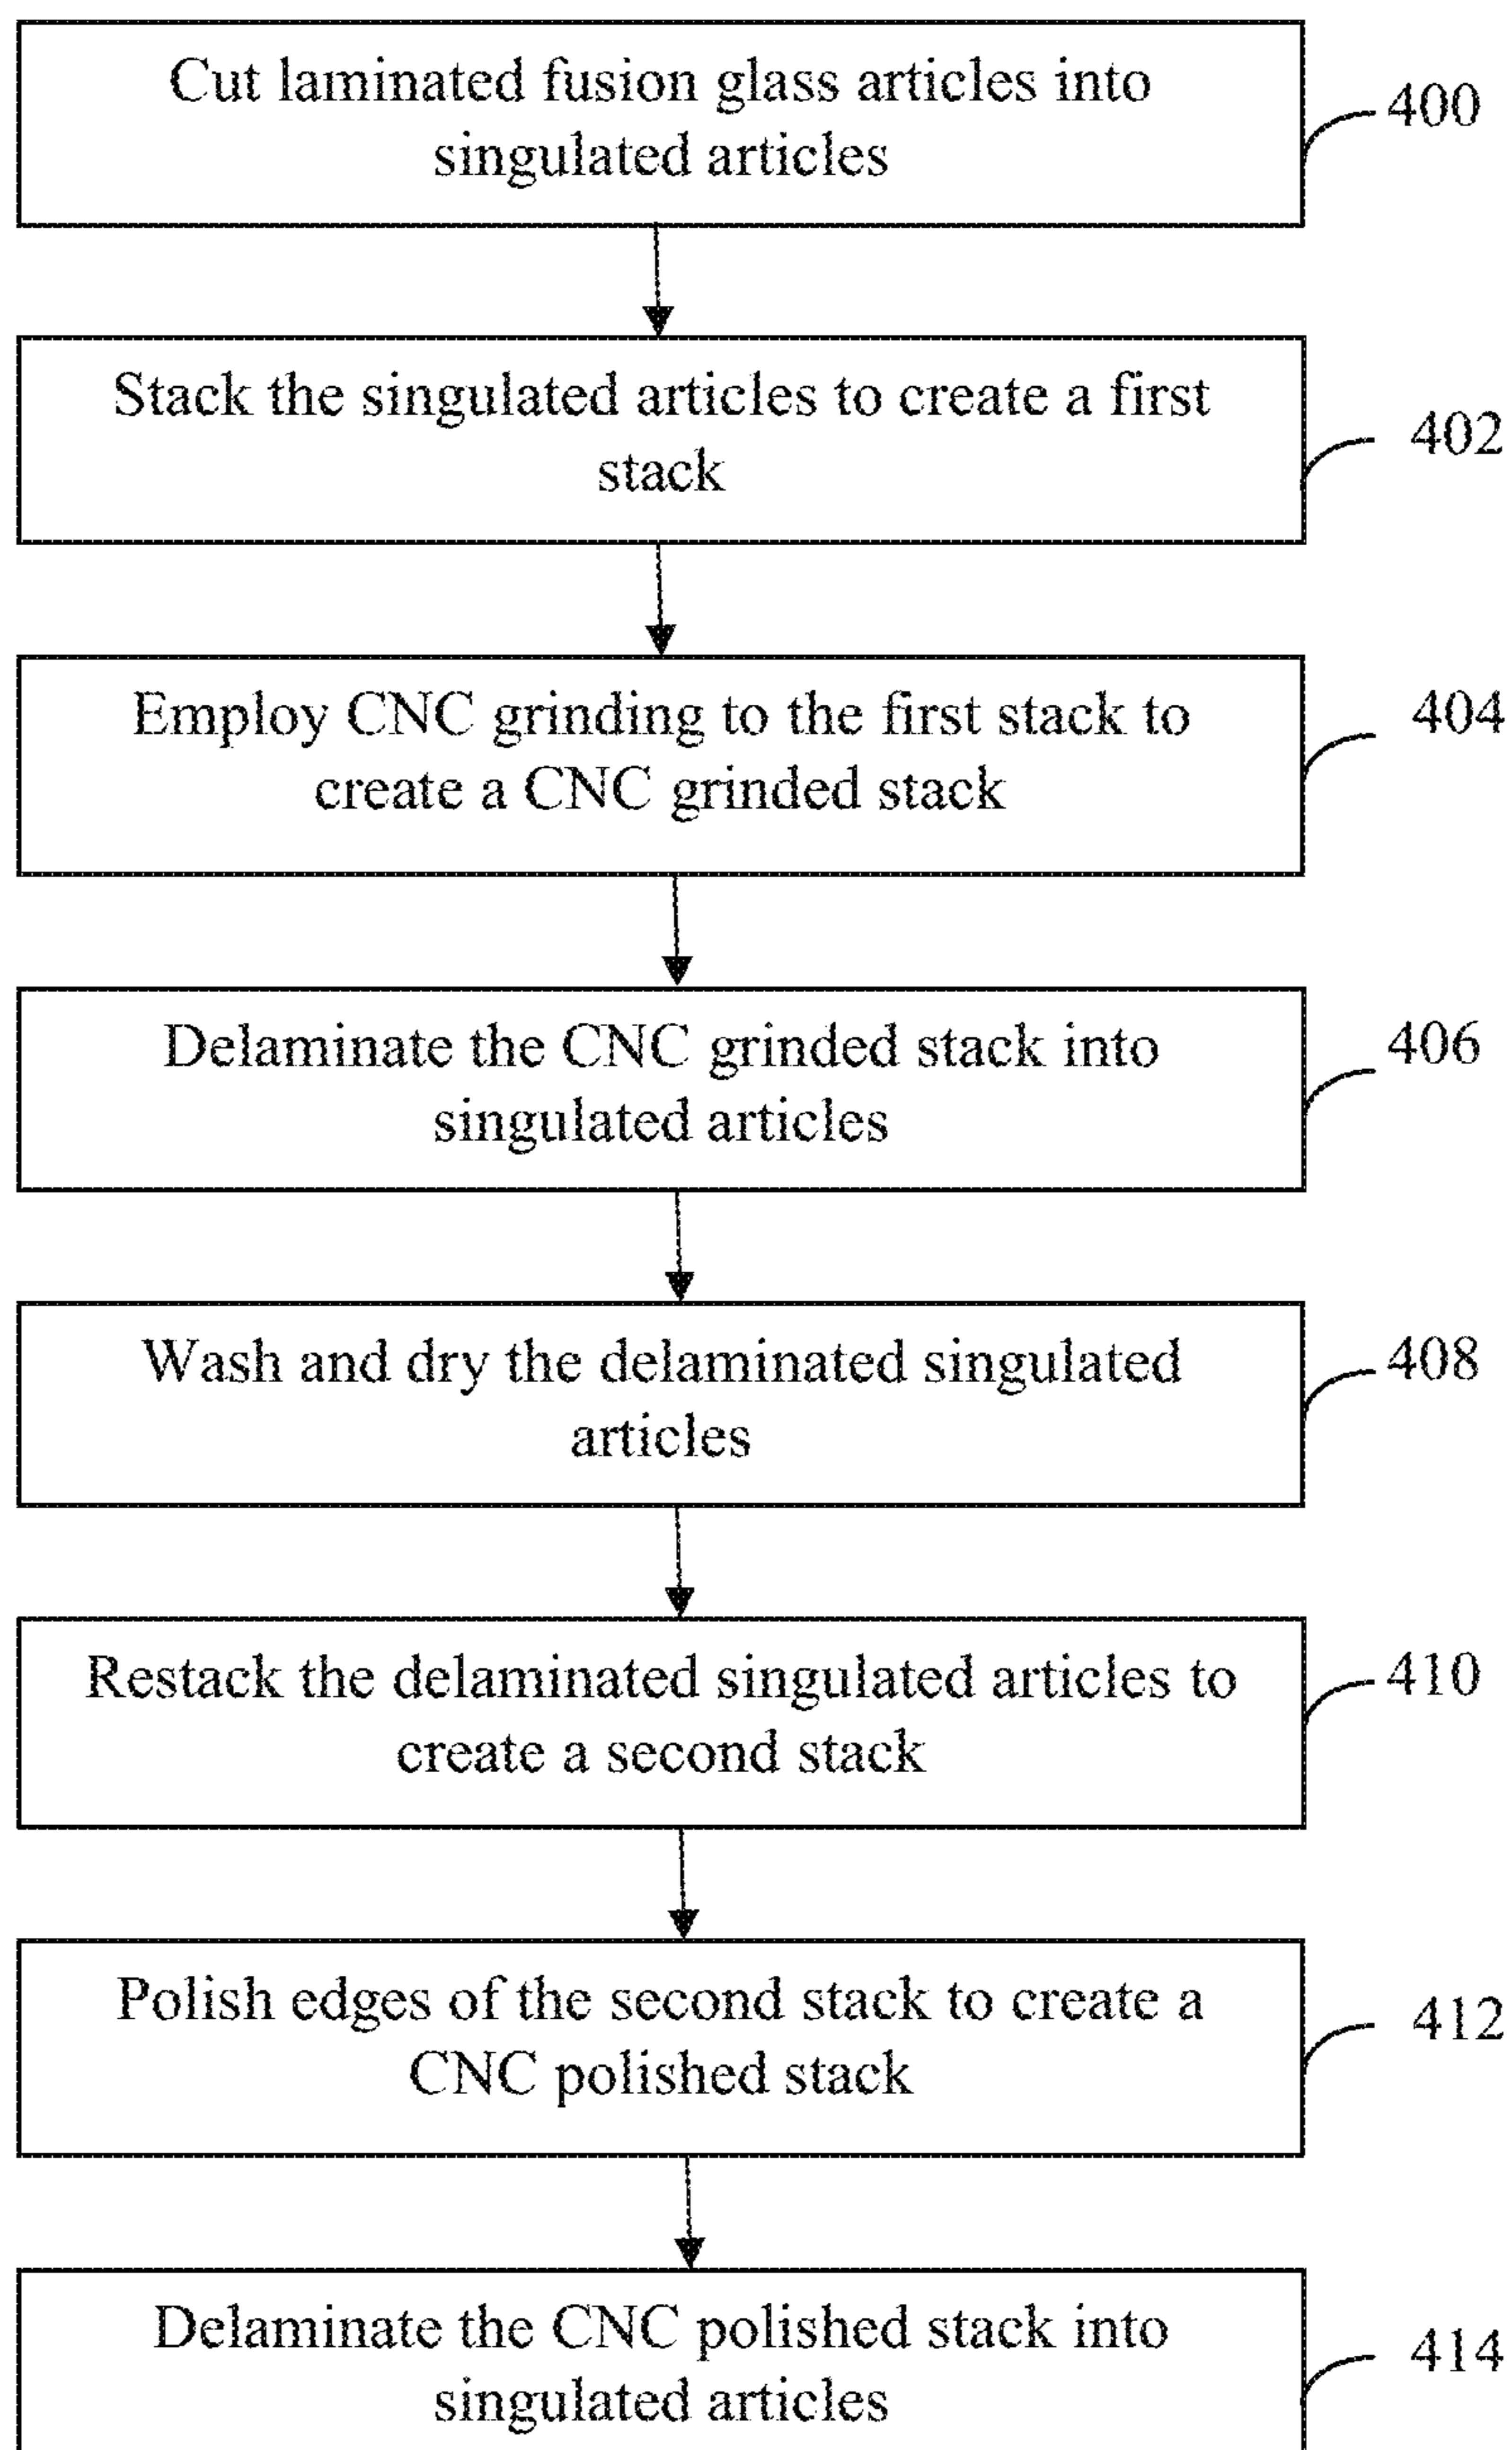 Cut laminated fusion glass articles into
singulated articles
400
Stack the singulated articles to create a first
stack
402
Employ CNC grinding to the first stack to
create a CNC grinded stack
404
Delaminate the CNC grinded stack into
singulated articles
406
Wash and dry the delaminated singulated
articles
408
Restack the delaminated singulated articles to
create a second stack
410
Polish edges of the second stack to create a
CNC polished stack
412
Delaminate the CNC polished stack into
singulated articles
414